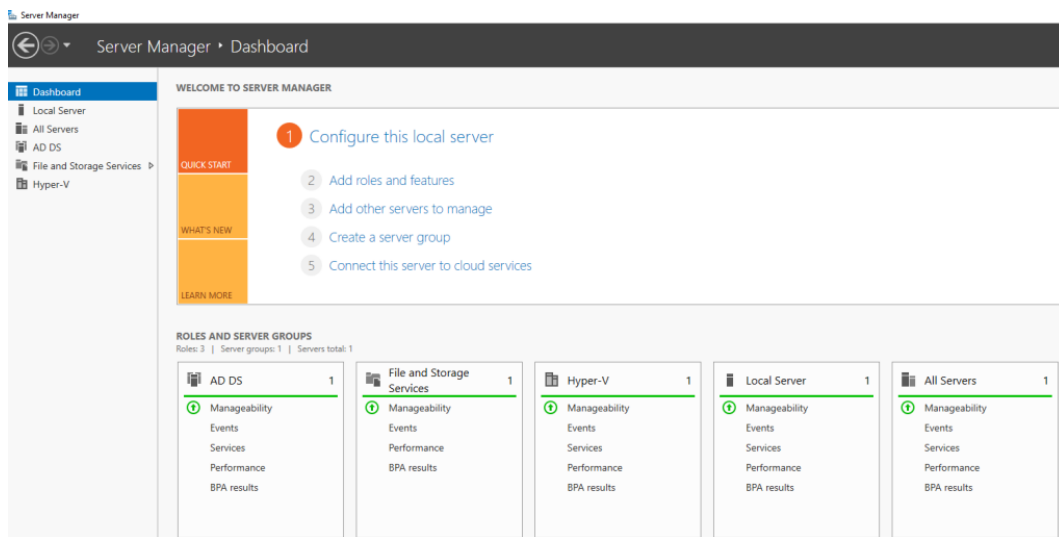 Server Manager
Server Manager • Dashboard
Dashboard
Local Server
All Servers
AD DS
File and Storage Services
Hyper-V
WELCOME TO SERVER MANAGER
QUICK START
WHAT'S NEW
LEARN MORE
1 Configure this local server
2 Add roles and features
3 Add other servers to manage
4 Create a server group
5 Connect this server to cloud services
ROLES AND SERVER GROUPS
Roles: 3 | Server groups: 1 | Servers total: 1
AD DS 1
Manageability
Events
Services
Performance
BPA results
File and Storage
Services 1
Manageability
Events
Performance
BPA results
Hyper-V 1
Manageability
Events
Services
Performance
BPA results
Local Server 1
Manageability
Events
Services
Performance
BPA results
All Servers 1
Manageability
Events
Services
Performance
BPA results